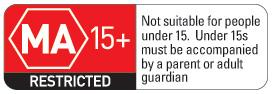 MA 15+
RESTRICTED
Not suitable for people
under 15. Under 15s
must be accompanied
by a parent or adult
guardian